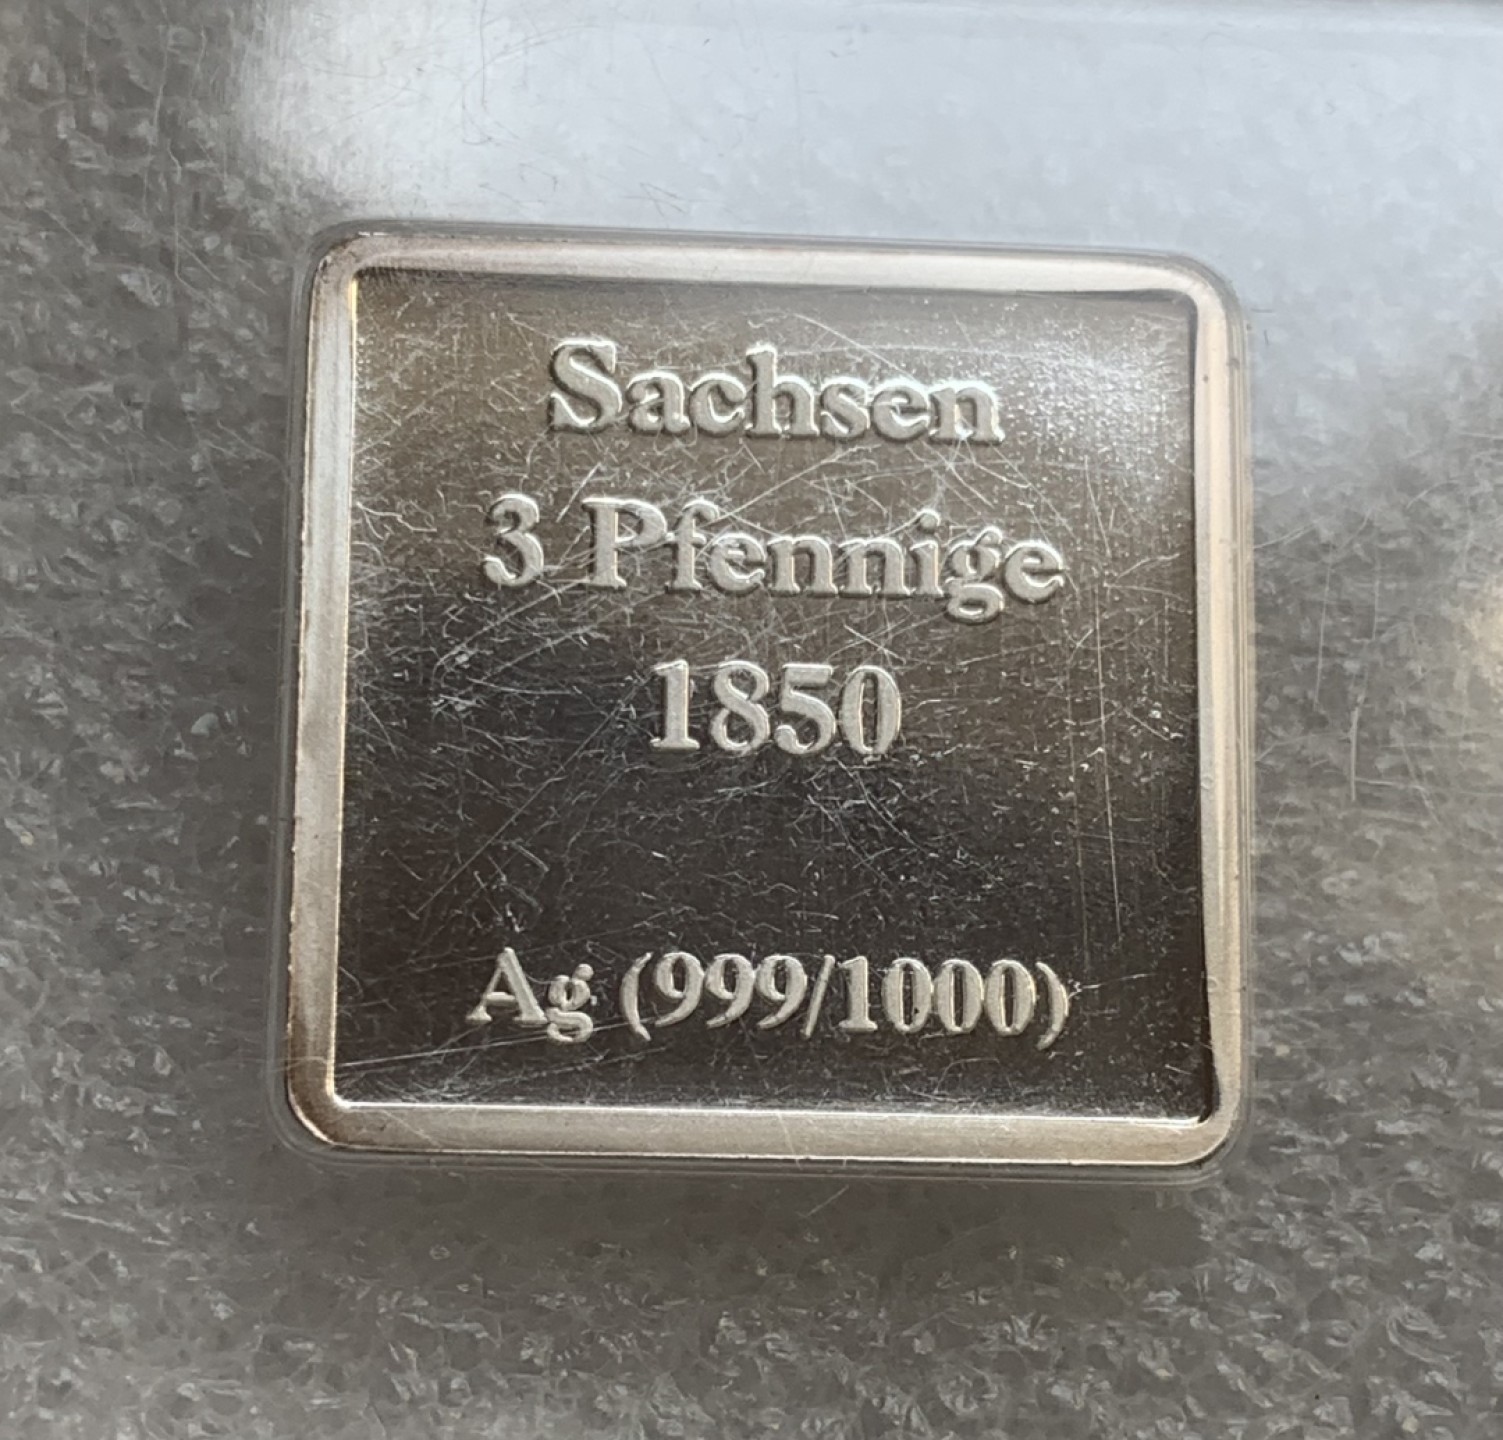 Sachsen
3 Pfennige
1850
Ag (999/1000)